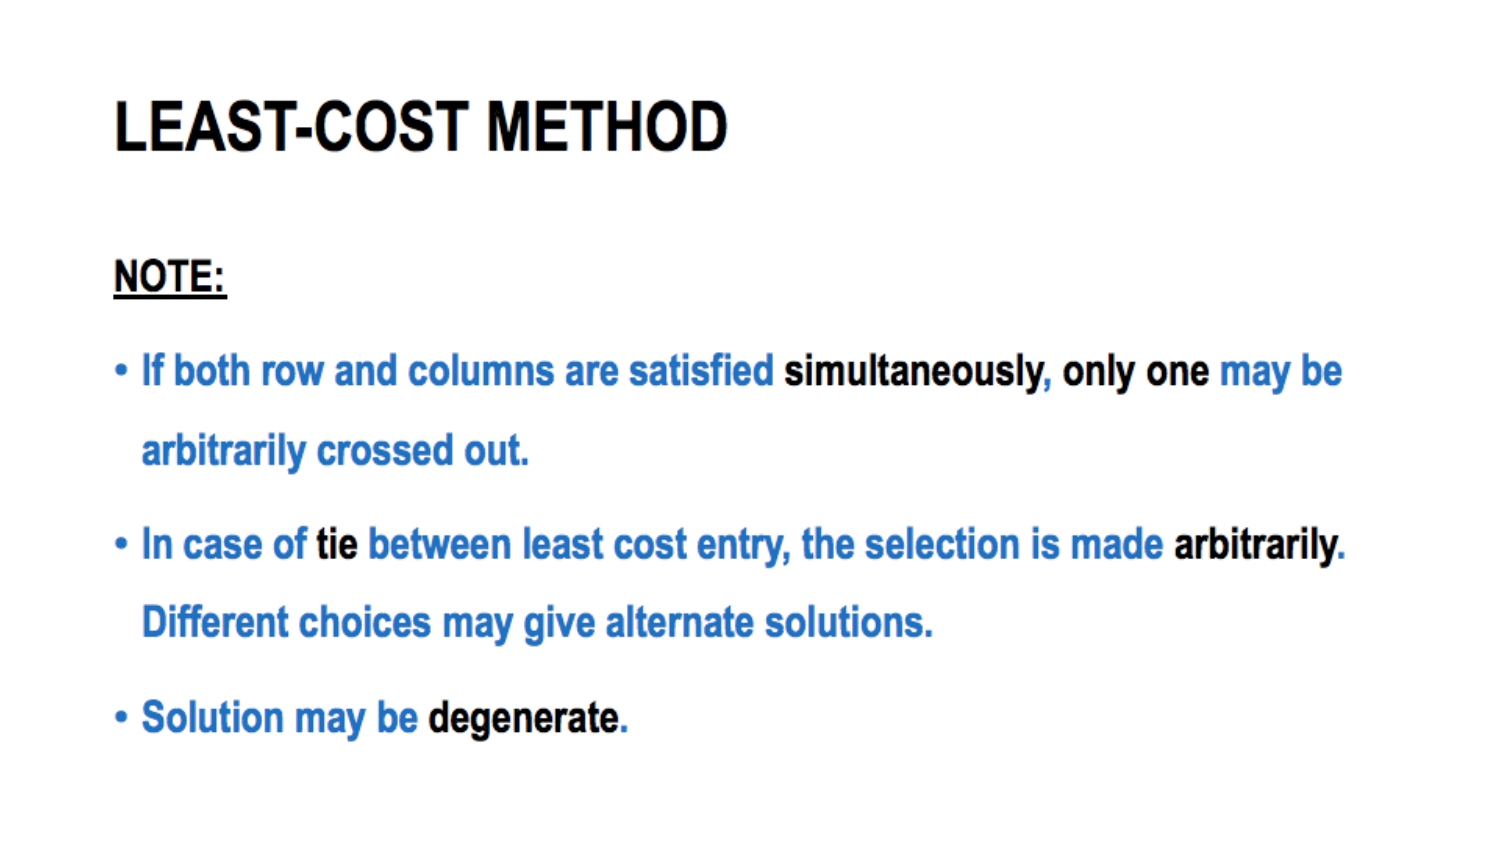 LEAST-COST METHOD
NOTE:
• If both row and columns are satisfied simultaneously, only one may be
arbitrarily crossed out.
• In case of tie between least cost entry, the selection is made arbitrarily.
Different choices may give alternate solutions.
• Solution may be degenerate.